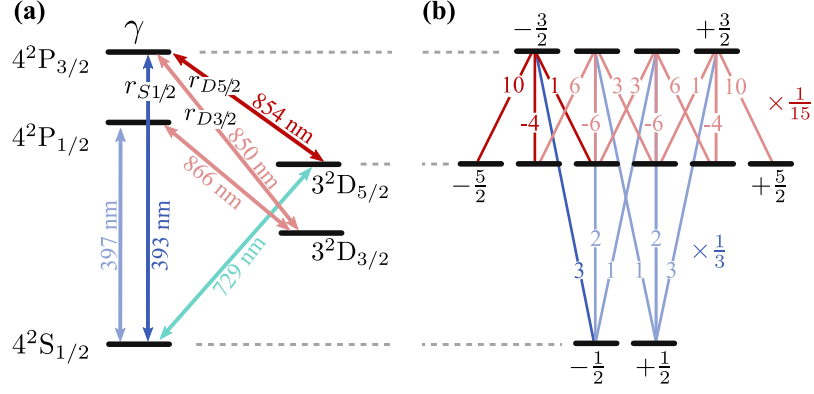 (a)
γ
4²P₃/₂
r_S1/2
r_D5/2
r_D3/2
854 nm
4²P₁/₂
850 nm
866 nm
3²D₅/₂
3²D₃/₂
397 nm
393 nm
729 nm
4²S₁/₂
(b)
-3/2 +3/2
10 1 6 3 3 6 1 10
×1/15
-4 -6 -6 -4
-5/2 +5/2
2 2
×1/3
3 1 1 3
-1/2 +1/2